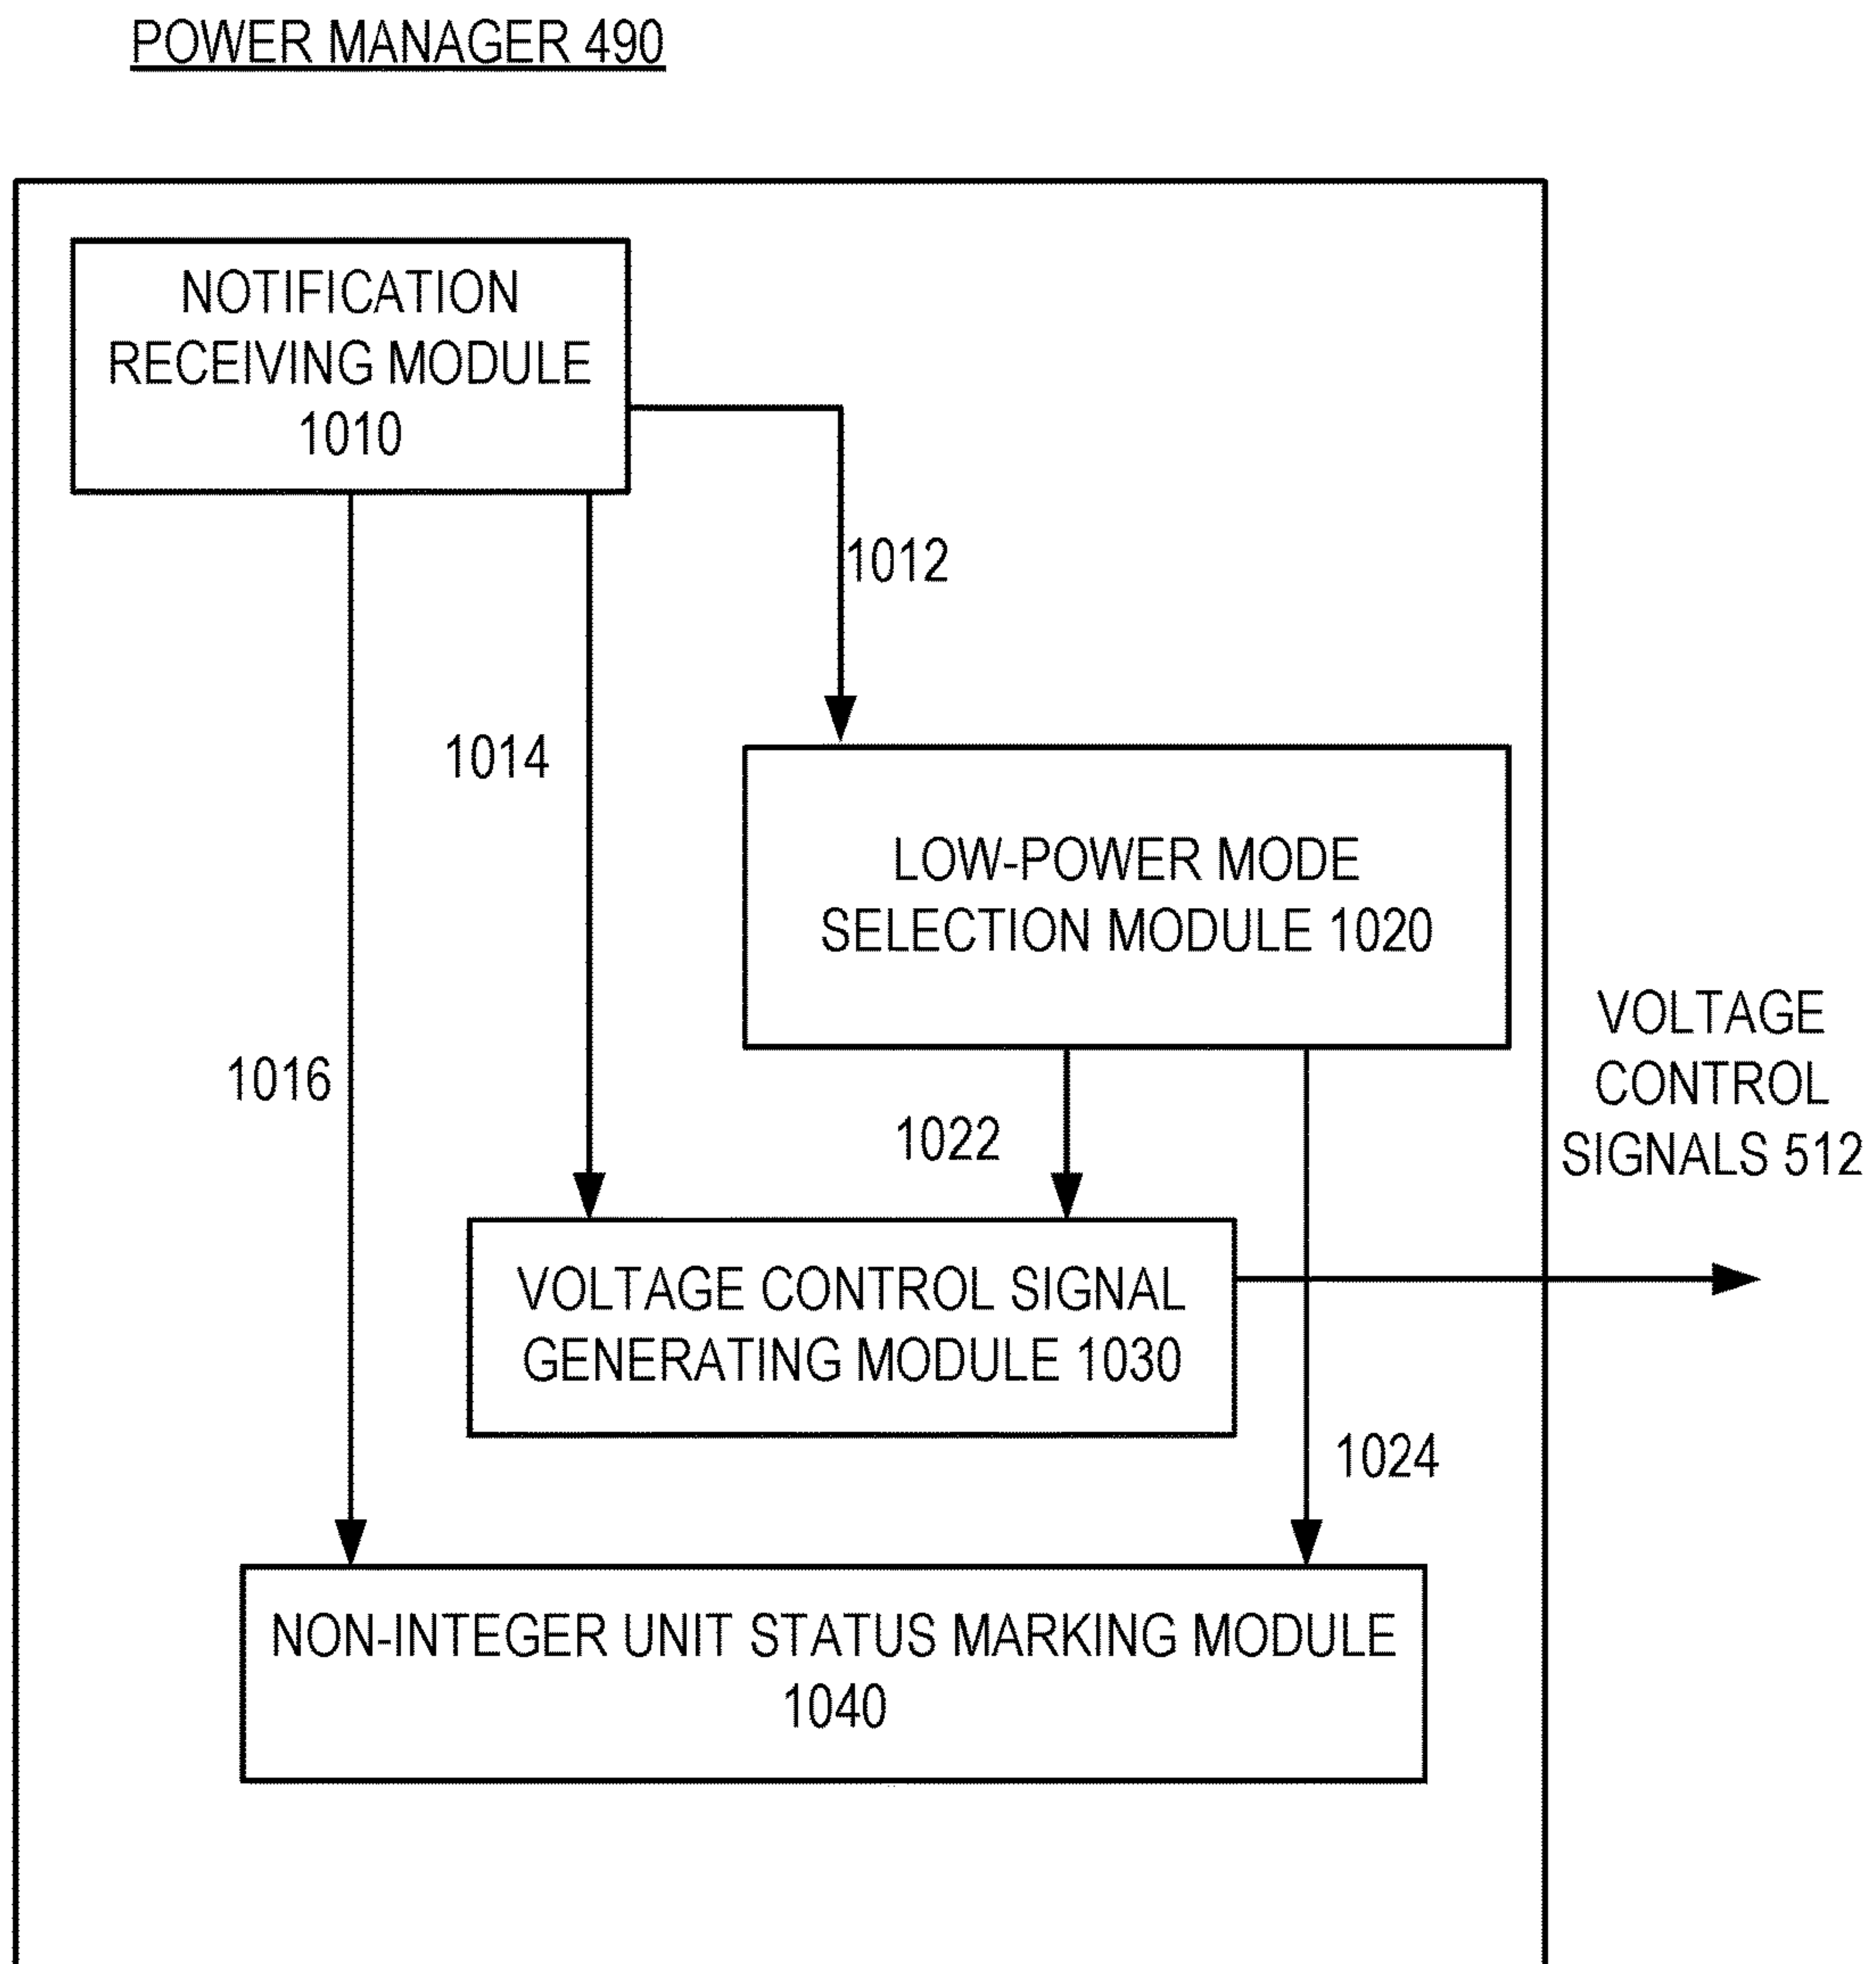 POWER MANAGER 490
NOTIFICATION
RECEIVING MODULE
1010
1012
1014
LOW-POWER MODE
SELECTION MODULE 1020
VOLTAGE
CONTROL
SIGNALS 512
1016
1022
VOLTAGE CONTROL SIGNAL
GENERATING MODULE 1030
1024
NON-INTEGER UNIT STATUS MARKING MODULE
1040